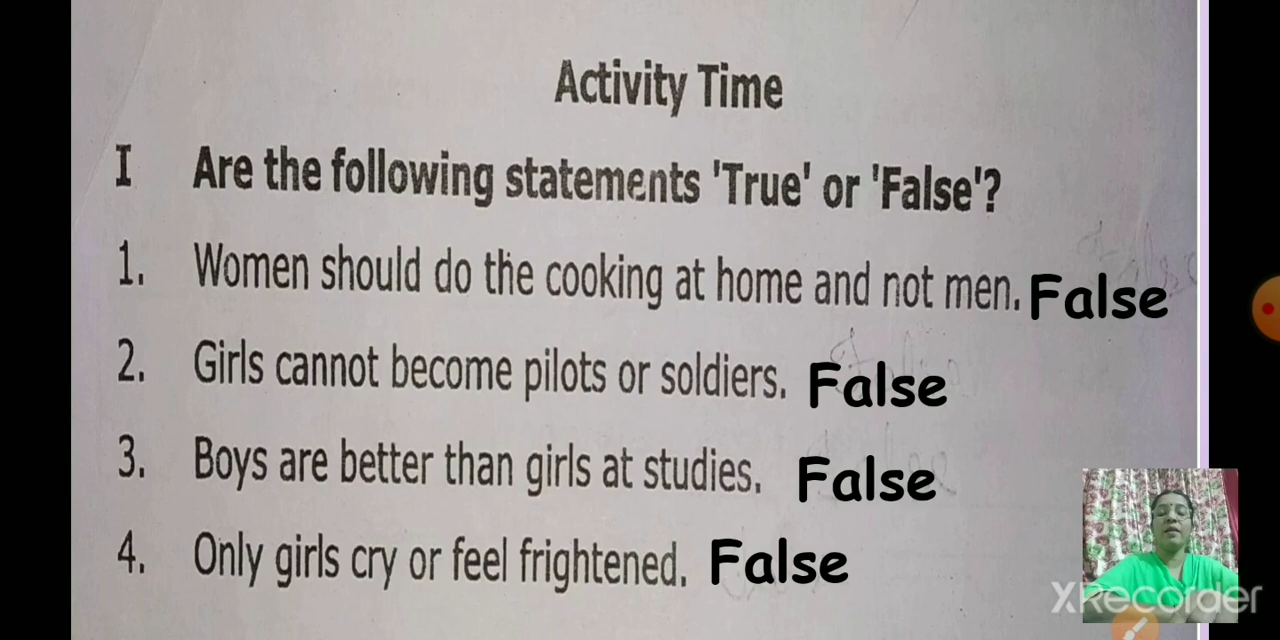 Activity Time
I Are the following statements 'True' or 'False'?
1. Women should do the cooking at home and not men. False
2. Girls cannot become pilots or soldiers. False
3. Boys are better than girls at studies. False
4. Only girls cry or feel frightened. False
XRecorder